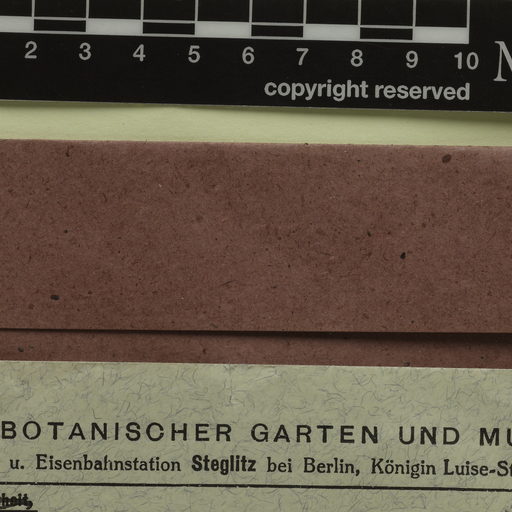 2 3 4 5 6 7 8 9 10
copyright reserved
BOTANISCHER GARTEN UND MU
u. Eisenbahnstation Steglitz bei Berlin, Königin Luise-St
heit,